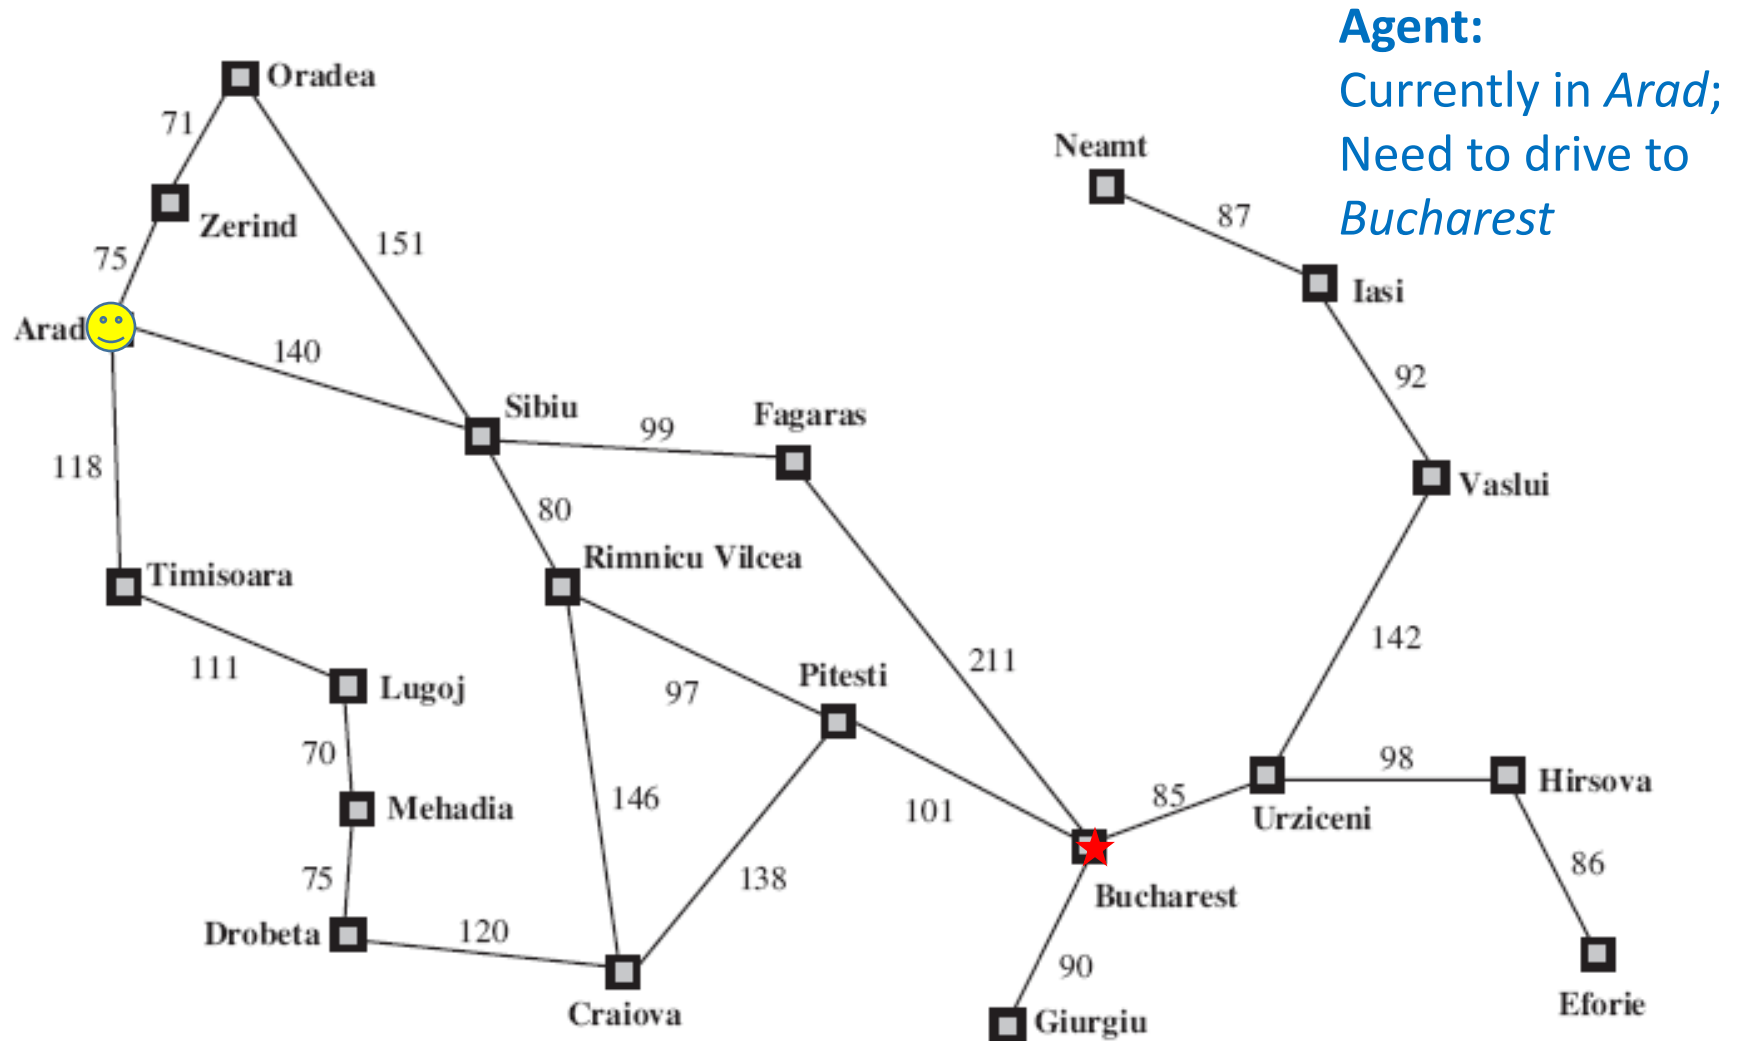 Agent:
Currently in Arad;
Need to drive to
Bucharest
Oradea
71
Neamt
87
Zerind
151
75
Iasi
Arad
140
92
Sibiu
Fagaras
99
118
Vaslui
80
Rimnicu Vilcea
Timisoara
142
211
111
Pitesti
Lugoj
97
70
98
Hirsova
146
85
Mehadia
101
Urziceni
86
75
138
Bucharest
Drobeta
120
90
Eforie
Craiova
Giurgiu